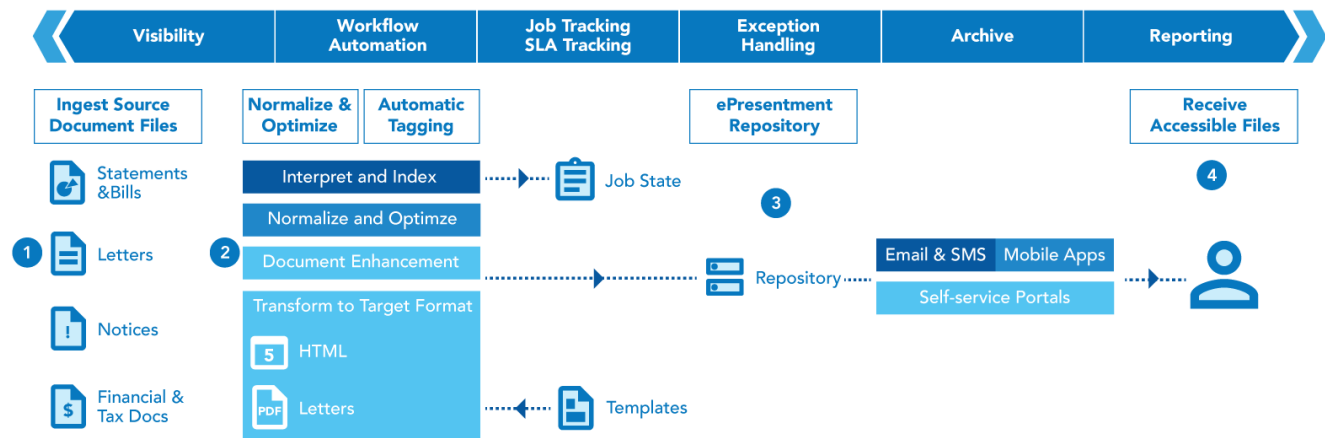 Visibility
Workflow
Automation
Job Tracking
SLA Tracking
Exception
Handling
Archive
Reporting
Ingest Source
Document Files
Normalize &
Optimize
Automatic
Tagging
ePresentment
Repository
Receive
Accessible Files
1
Statements
&Bills
Letters
Notices
!
Financial &
Tax Docs
$
2
Interpret and Index
Normalize and Optimze
Document Enhancement
Transform to Target Format
5
HTML
PDF
Letters
Job State
Templates
3
Repository
Email & SMS
Mobile Apps
Self-service Portals
4